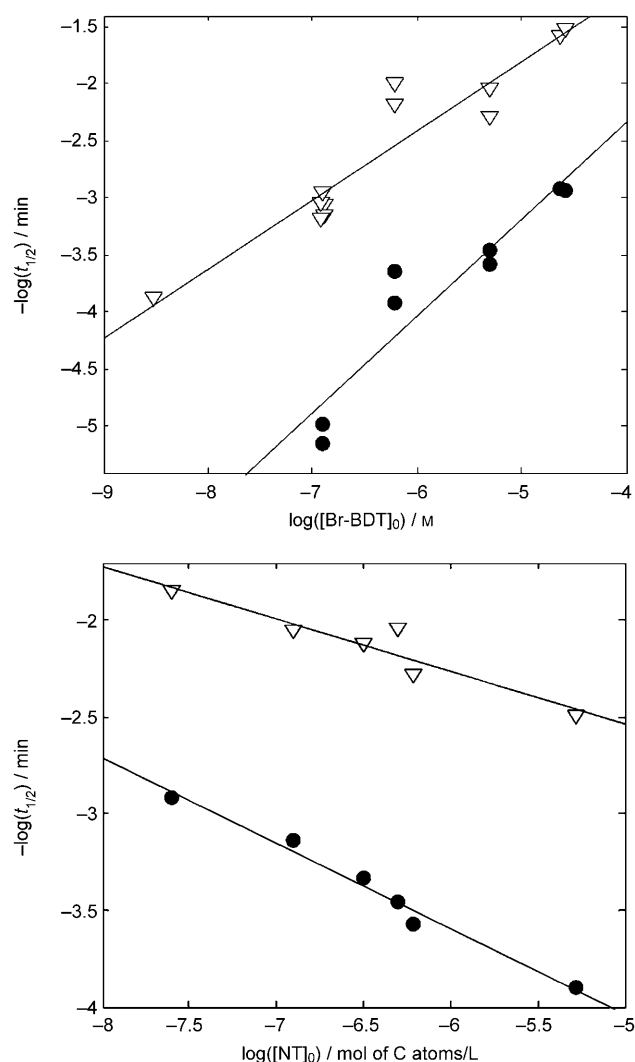 −1.5
−2
−2.5
−3
−3.5
−4
−4.5
−5
−log(t1/2) / min
−9 −8 −7 −6 −5 −4
log([Br-BDT]0) / M
−2
−2.5
−3
−3.5
−4
−log(t1/2) / min
−8 −7.5 −7 −6.5 −6 −5.5 −5
log([NT]0) / mol of C atoms/L